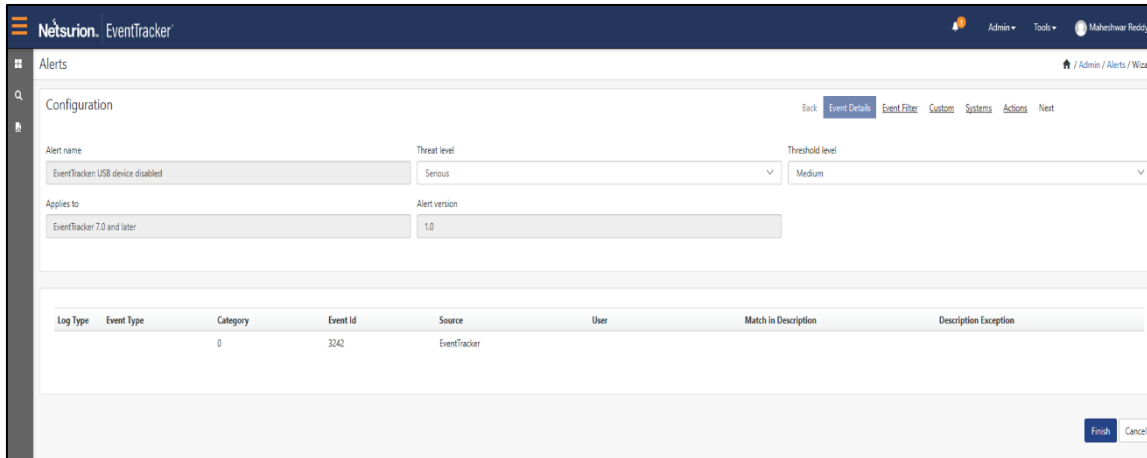 Netsurion. EventTracker
1
Admin
Tools
Maheshwar Reddy
Alerts
/ Admin / Alerts / Wiza
Configuration
Back Event Details Event Filter Custom Systems Actions Next
Alert name
Threat level
Threshold level
EventTracker: USB device disabled
Serious
Medium
Applies to
Alert version
EventTracker 7.0 and later
1.0
Log Type Event Type Category Event Id Source User Match in Description Description Exception
0 3242 EventTracker
Finish Cancel